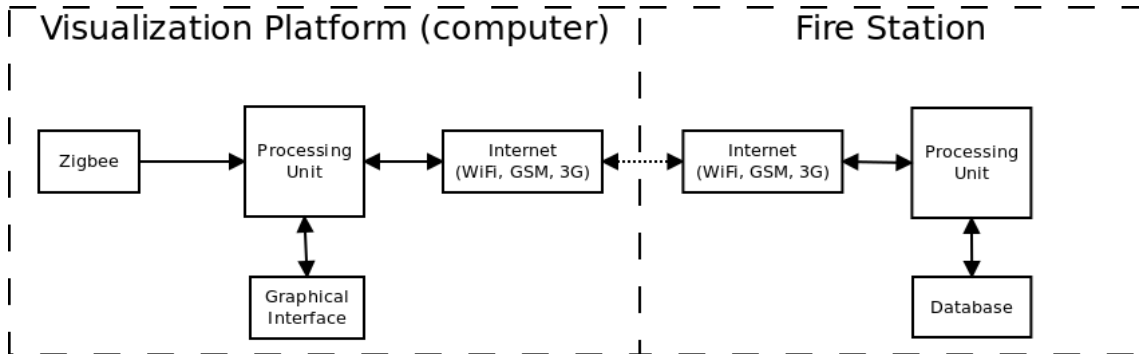 Visualization Platform (computer)
Fire Station
Zigbee
Processing
Unit
Internet
(WiFi, GSM, 3G)
Internet
(WiFi, GSM, 3G)
Processing
Unit
Graphical
Interface
Database